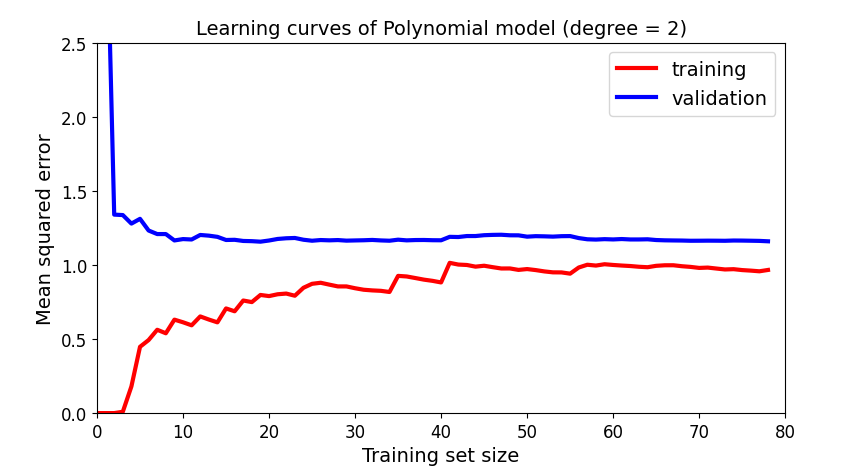 Learning curves of Polynomial model (degree = 2)
2.5
2.0
1.5
1.0
0.5
0.0
Mean squared error
training
validation
0 10 20 30 40 50 60 70 80
Training set size